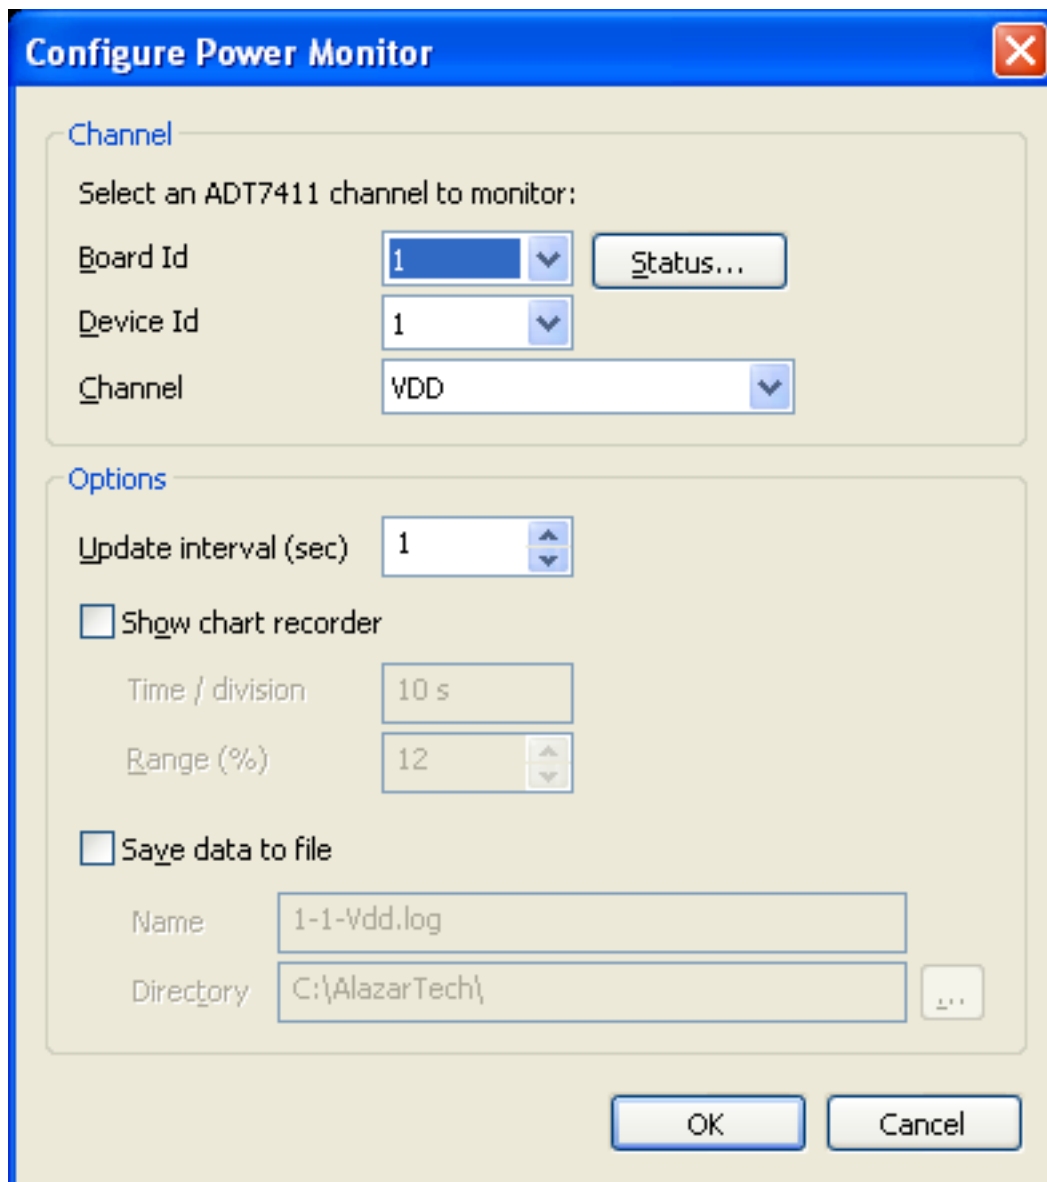 Configure Power Monitor
Channel
Select an ADT7411 channel to monitor:
Board Id 1 Status...
Device Id 1
Channel VDD
Options
Update interval (sec) 1
Show chart recorder
Time / division 10 s
Range (%) 12
Save data to file
Name 1-1-Vdd.log
Directory C:\AlazarTech\ ...
OK Cancel